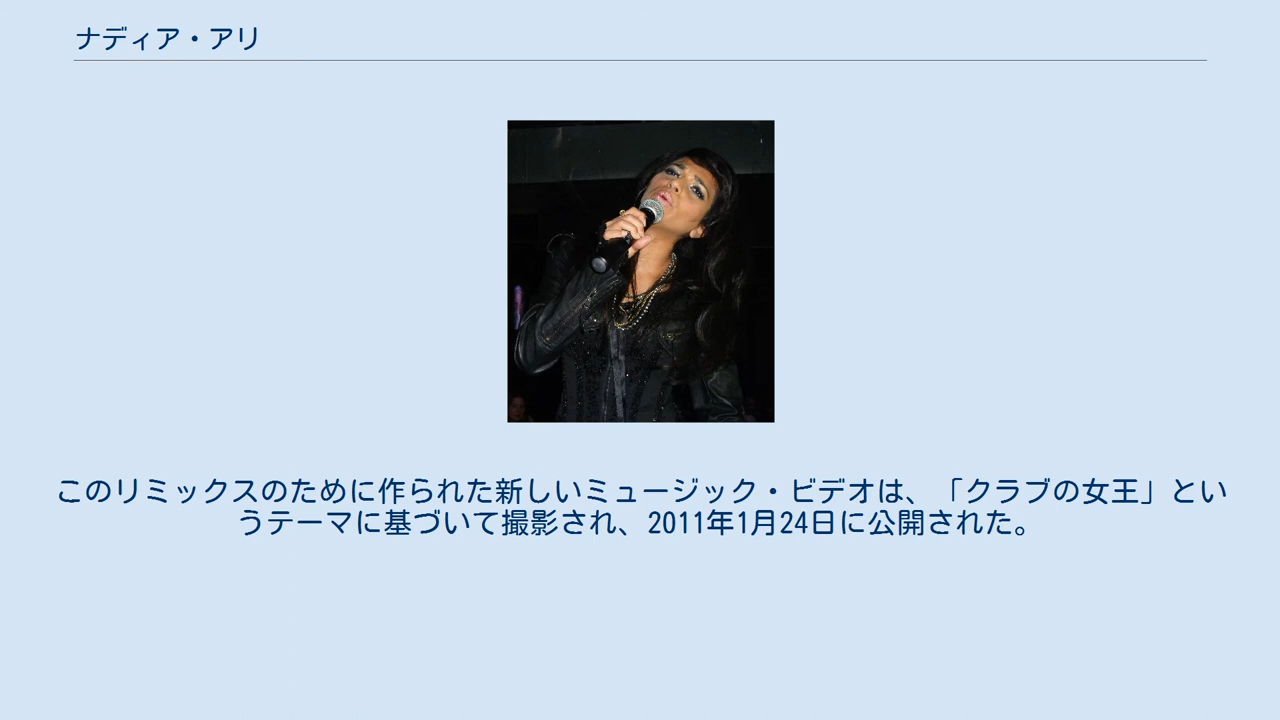 ナディア・アリ
このリミックスのために作られた新しいミュージック・ビデオは、「クラブの女王」とい
うテーマに基づいて撮影され、2011年1月24日に公開された。